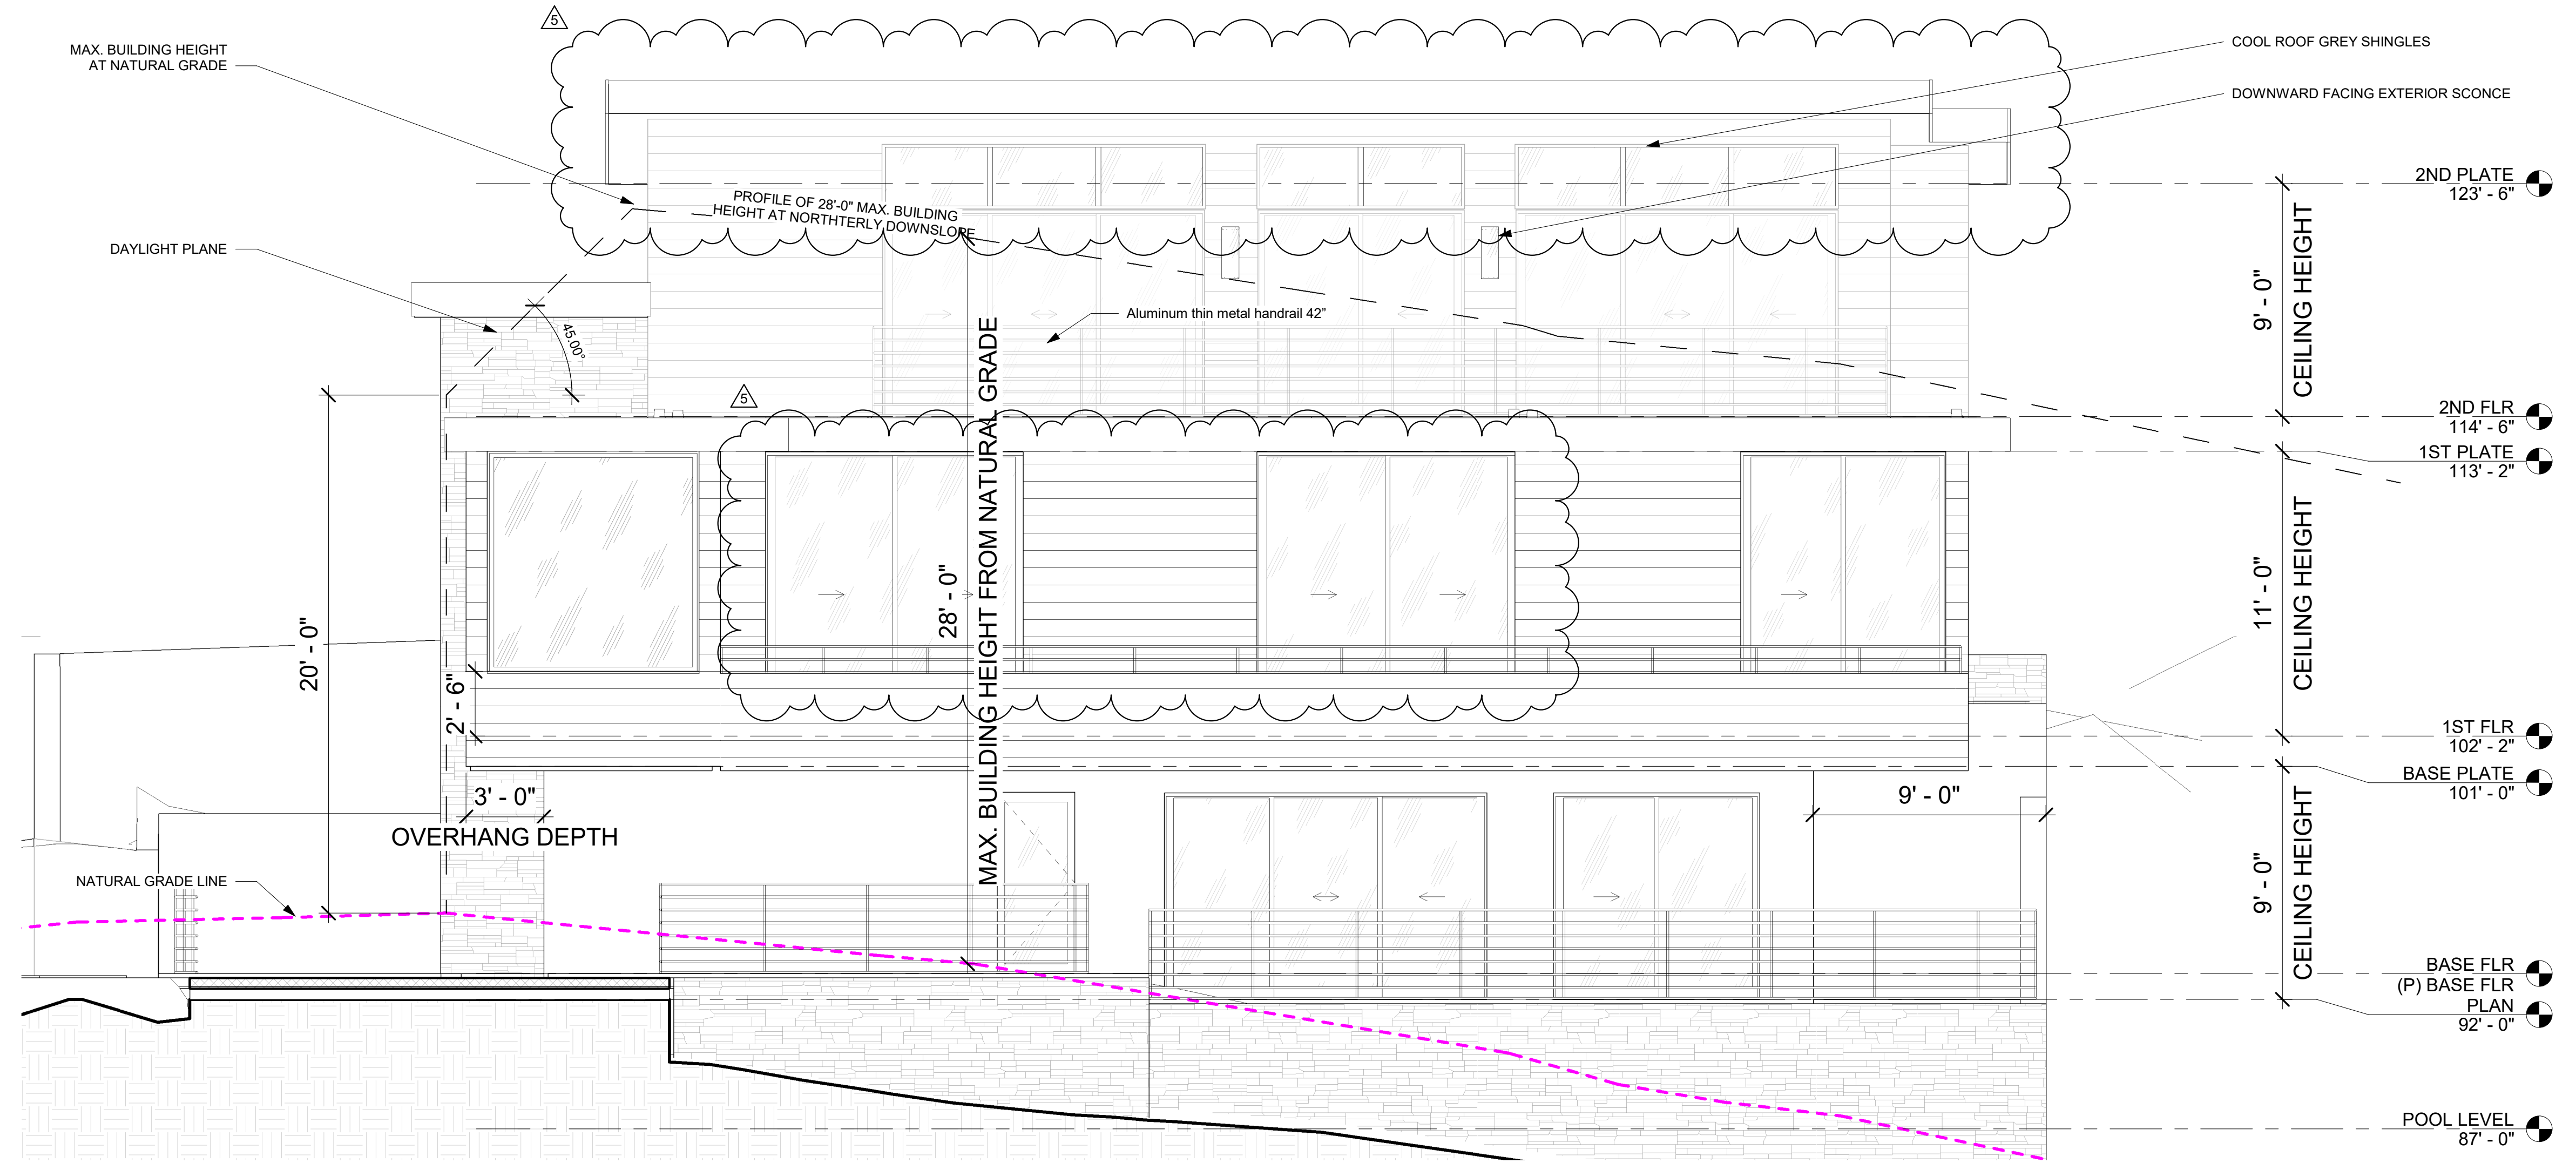 5
MAX. BUILDING HEIGHT
AT NATURAL GRADE
COOL ROOF GREY SHINGLES
DOWNWARD FACING EXTERIOR SCONCE
2ND PLATE
123' - 6"
PROFILE OF 28'-0" MAX. BUILDING
HEIGHT AT NORTHTERLY DOWNSLOPE
DAYLIGHT PLANE
45.00°
Aluminum thin metal handrail 42"
9' - 0"
CEILING HEIGHT
5
2ND FLR
114' - 6"
1ST PLATE
113' - 2"
20' - 0"
28' - 0"
MAX. BUILDING HEIGHT FROM NATURAL GRADE
11' - 0"
CEILING HEIGHT
2' - 6"
1ST FLR
102' - 2"
BASE PLATE
101' - 0"
3' - 0"
OVERHANG DEPTH
9' - 0"
NATURAL GRADE LINE
9' - 0"
CEILING HEIGHT
BASE FLR
(P) BASE FLR
PLAN
92' - 0"
POOL LEVEL
87' - 0"